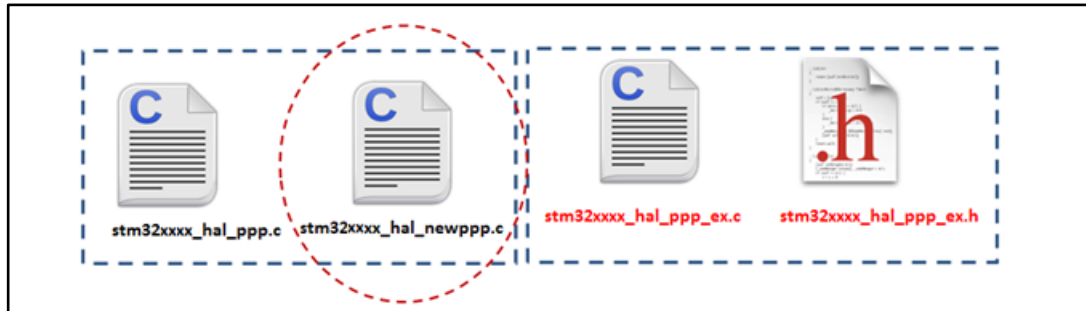 C
C
C
.h
stm32xxxx_hal_ppp.c
stm32xxxx_hal_newppp.c
stm32xxxx_hal_ppp_ex.c
stm32xxxx_hal_ppp_ex.h